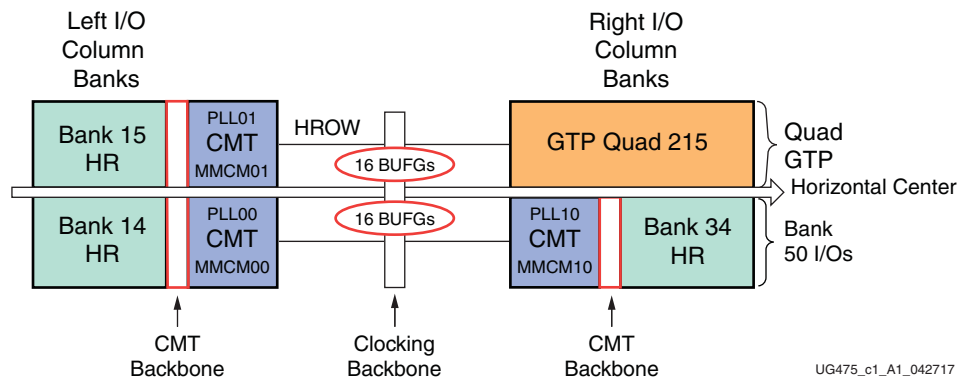 Left I/O
Column
Banks
Right I/O
Column
Banks
Bank 15
HR
PLL01
CMT
MMCM01
HROW
16 BUFGs
GTP Quad 215
Quad
GTP
Horizontal Center
Bank 14
HR
PLL00
CMT
MMCM00
16 BUFGs
PLL10
CMT
MMCM10
Bank 34
HR
Bank
50 I/Os
CMT
Backbone
Clocking
Backbone
CMT
Backbone
UG475_c1_A1_042717